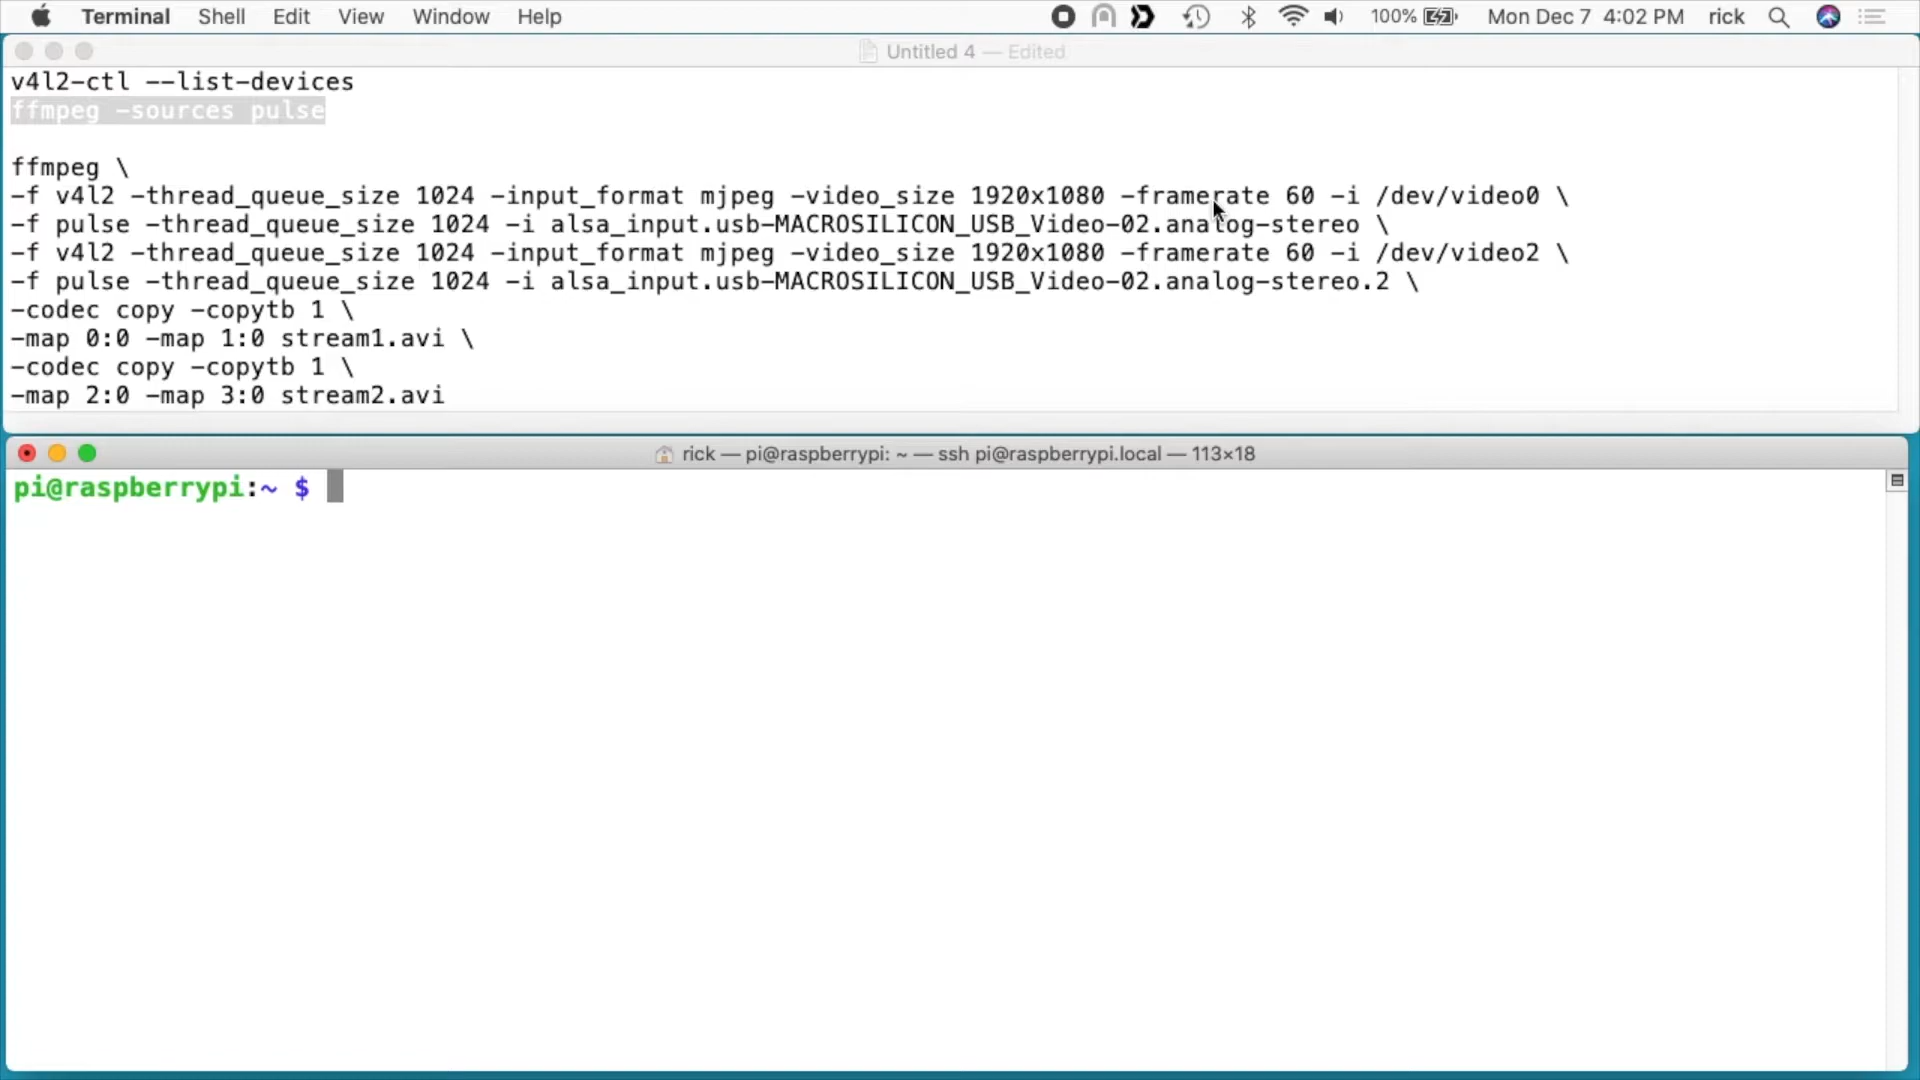 Terminal Shell Edit View Window Help 100% Mon Dec 7 4:02 PM rick
Untitled 4 — Edited
v4l2-ctl --list-devices
ffmpeg -sources pulse
ffmpeg \
-f v4l2 -thread_queue_size 1024 -input_format mjpeg -video_size 1920x1080 -framerate 60 -i /dev/video0 \
-f pulse -thread_queue_size 1024 -i alsa_input.usb-MACROSILICON_USB_Video-02.analog-stereo \
-f v4l2 -thread_queue_size 1024 -input_format mjpeg -video_size 1920x1080 -framerate 60 -i /dev/video2 \
-f pulse -thread_queue_size 1024 -i alsa_input.usb-MACROSILICON_USB_Video-02.analog-stereo.2 \
-codec copy -copytb 1 \
-map 0:0 -map 1:0 stream1.avi \
-codec copy -copytb 1 \
-map 2:0 -map 3:0 stream2.avi
rick — pi@raspberrypi: ~ — ssh pi@raspberrypi.local — 113×18
pi@raspberrypi:~ $